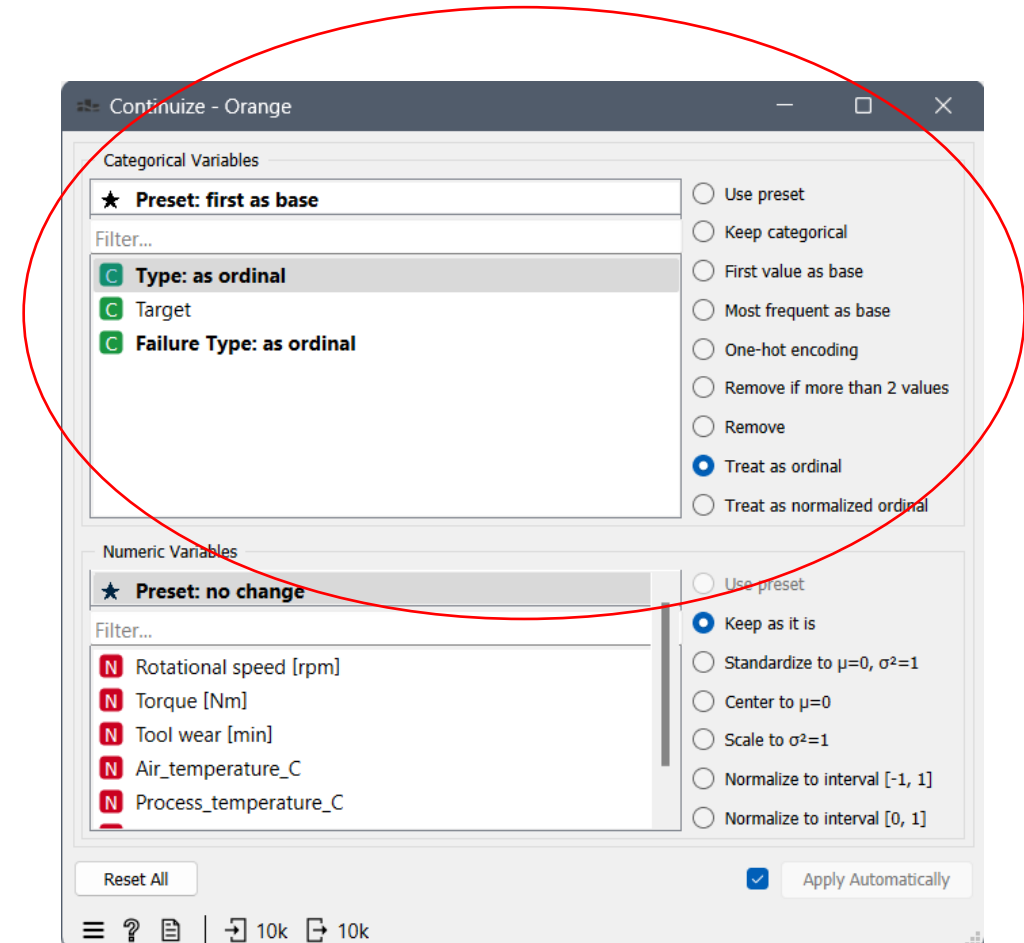 Continuize - Orange
Categorical Variables
Preset: first as base
Filter...
C Type: as ordinal
C Target
C Failure Type: as ordinal
Use preset
Keep categorical
First value as base
Most frequent as base
One-hot encoding
Remove if more than 2 values
Remove
Treat as ordinal
Treat as normalized ordinal
Numeric Variables
Preset: no change
Filter...
N Rotational speed [rpm]
N Torque [Nm]
N Tool wear [min]
N Air_temperature_C
N Process_temperature_C
Use preset
Keep as it is
Standardize to μ=0, σ²=1
Center to μ=0
Scale to σ²=1
Normalize to interval [-1, 1]
Normalize to interval [0, 1]
Reset All
Apply Automatically
? 10k 10k